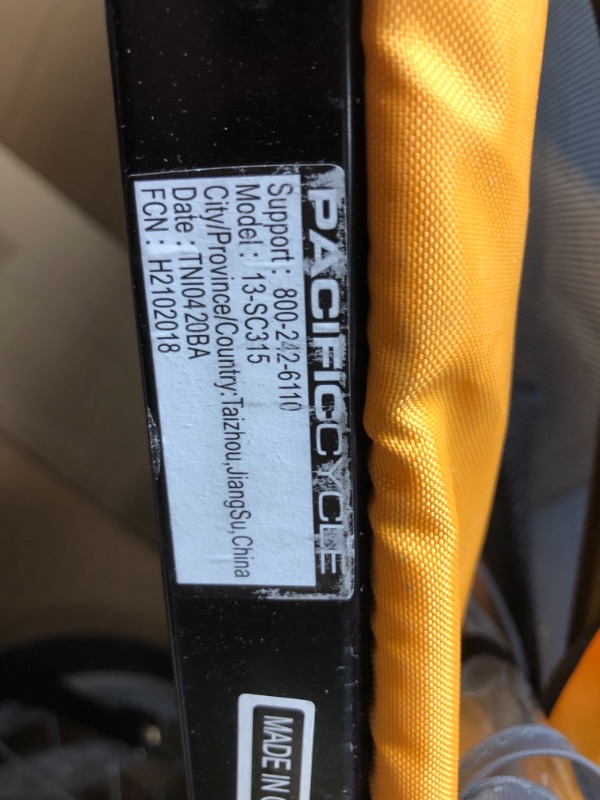 PACIFIC CYCLE
Support : 800-242-6110
Model : 13-SC315
City/Province/Country:Taizhou,JiangSu,China
Date : TNI0420BA
FCN : H2102018
MADE IN